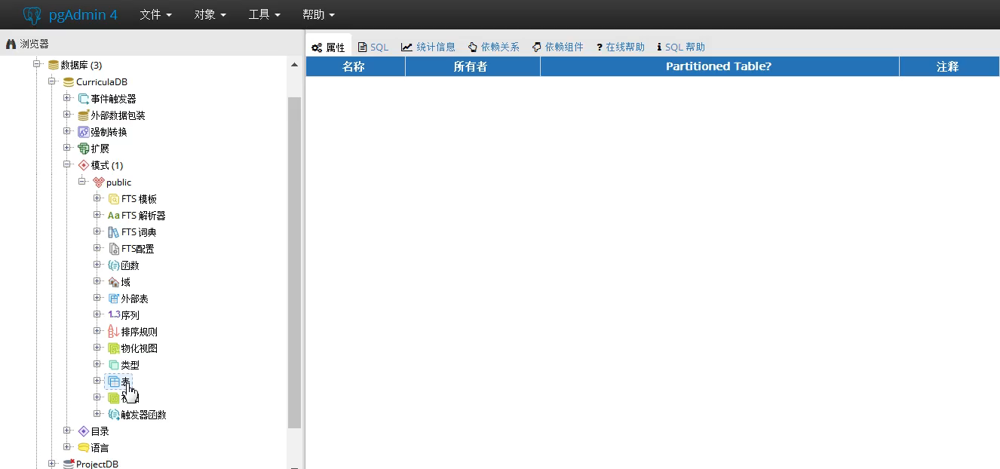 pgAdmin 4 文件 对象 工具 帮助
浏览器
属性 SQL 统计信息 依赖关系 依赖组件 ? 在线帮助 SQL 帮助
名称 所有者 Partitioned Table? 注释
数据库 (3)
CurriculaDB
事件触发器
外部数据包装
强制转换
扩展
模式 (1)
public
FTS 模板
Aa FTS 解析器
FTS 词典
FTS配置
函数
域
外部表
1..3 序列
排序规则
物化视图
类型
表
触发器函数
目录
语言
ProjectDB